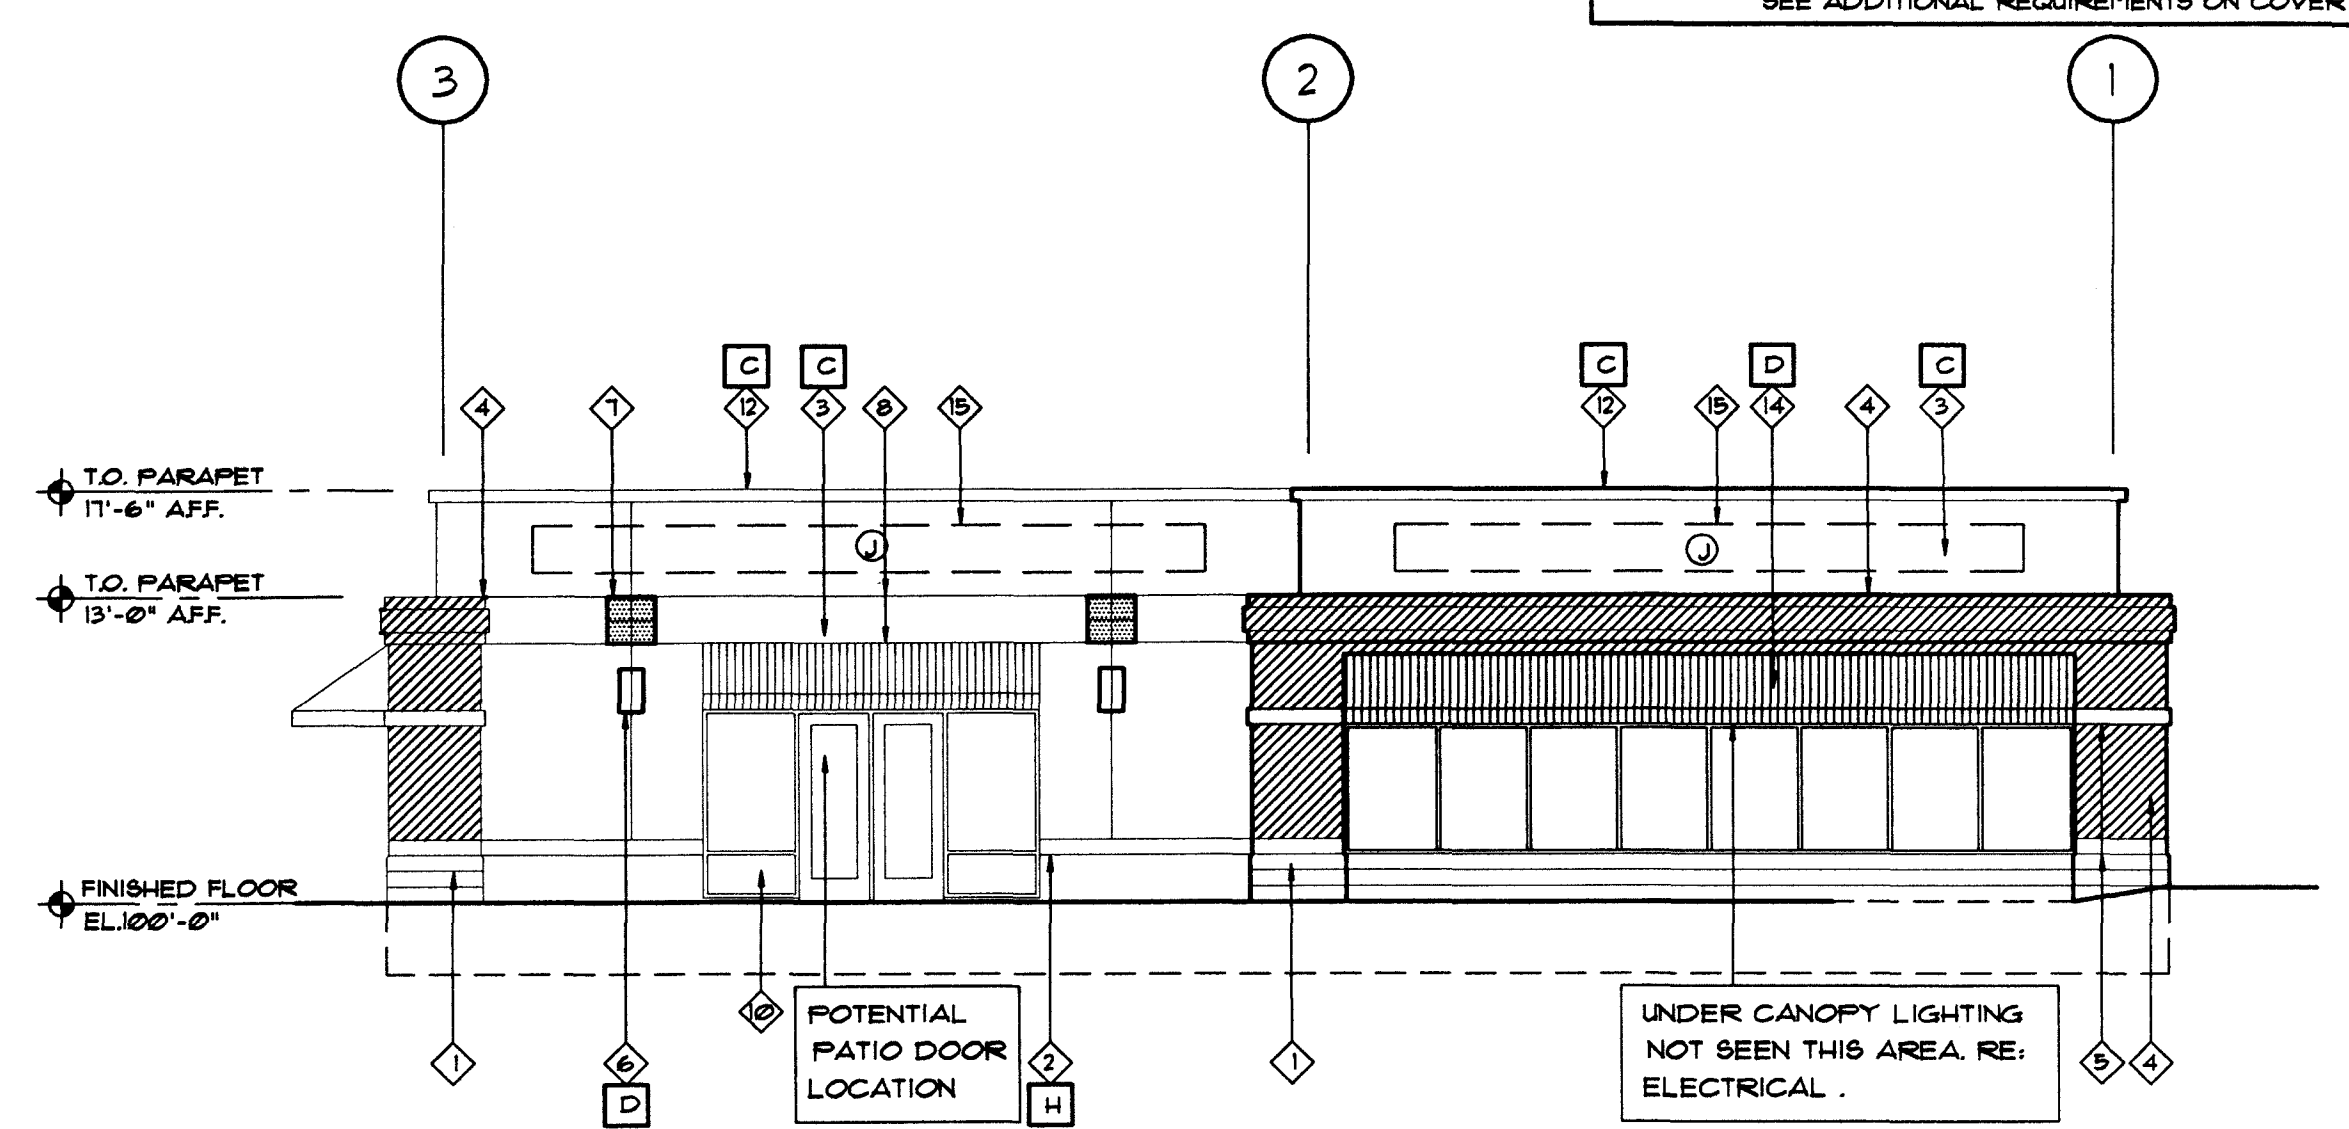 SEE ADDITIONAL REQUIREMENTS ON COVER
3 2 1
C C C D C
4 7 12 3 8 15 12 15 14 4 3
T.O. PARAPET
17'-6" A.F.F.
J J
T.O. PARAPET
13'-0" A.F.F.
FINISHED FLOOR
EL.100'-0"
10
POTENTIAL
PATIO DOOR
LOCATION
UNDER CANOPY LIGHTING
NOT SEEN THIS AREA. RE:
ELECTRICAL .
1 6 2 1 5 4
D H